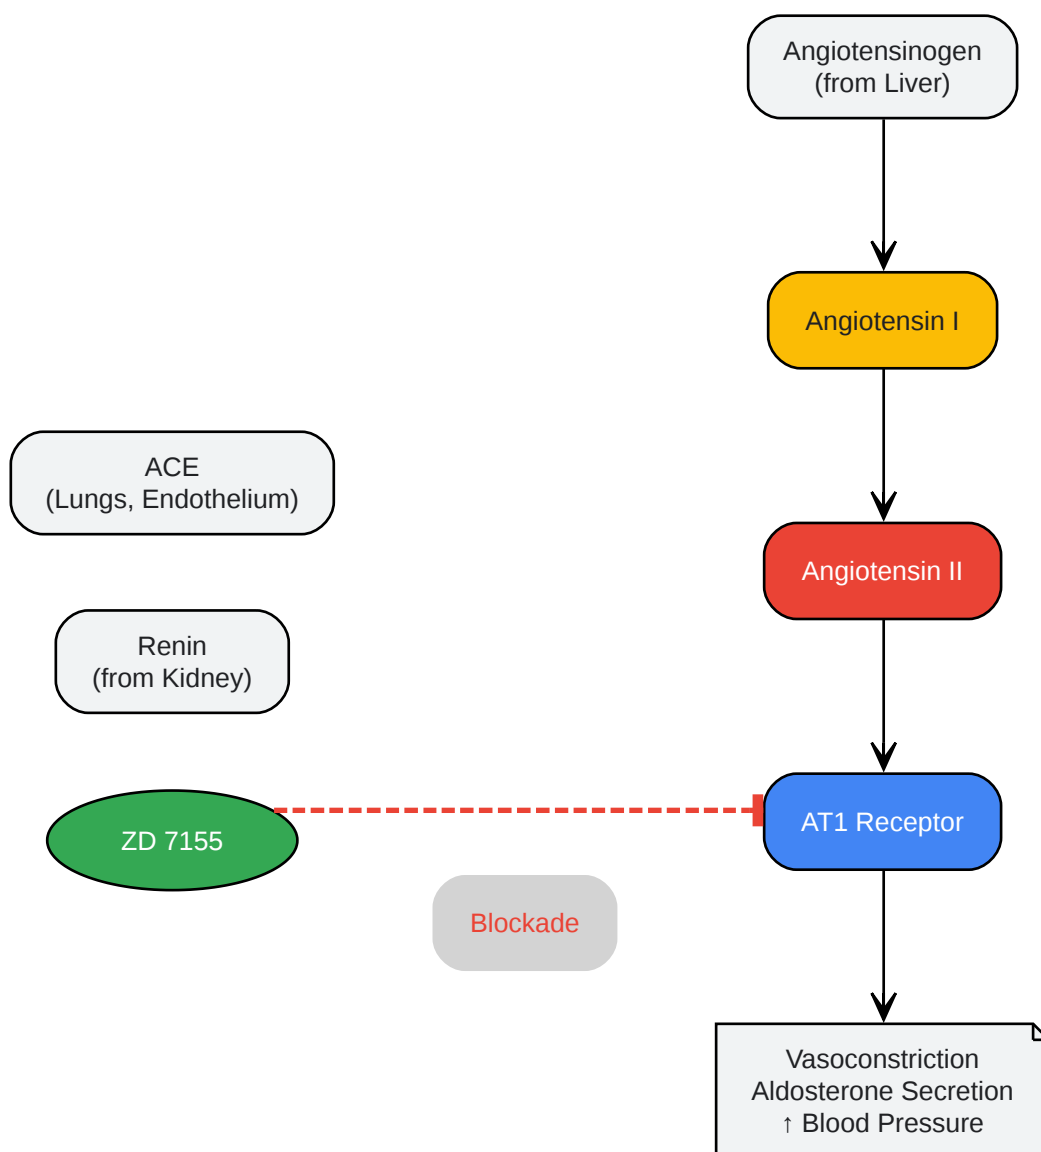 Angiotensinogen
(from Liver)
Angiotensin I
ACE
(Lungs, Endothelium)
Angiotensin II
Renin
(from Kidney)
ZD 7155
AT1 Receptor
Blockade
Vasoconstriction
Aldosterone Secretion
↑ Blood Pressure